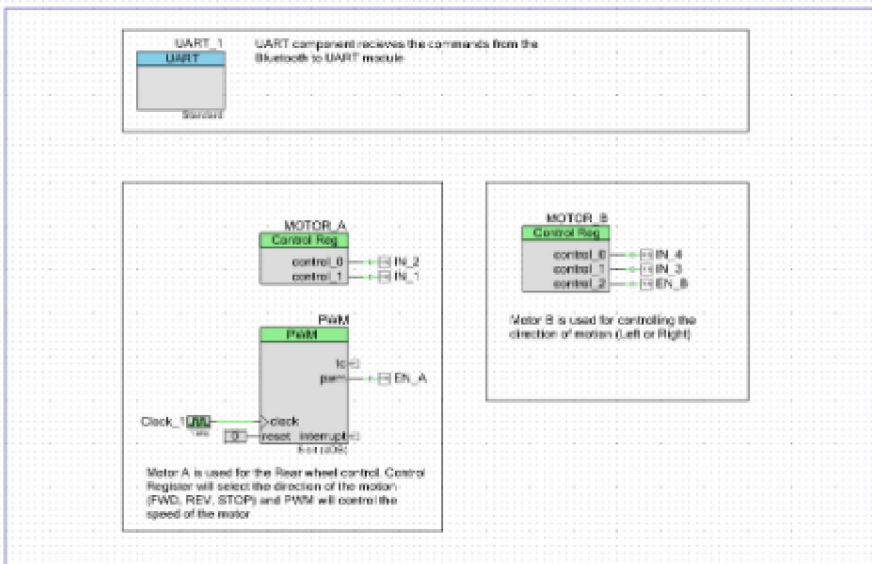 UART_1
UART
Standard
UART component recieves the commands from the
Bluetooth to UART module
MOTOR_A
Control Reg
control_0
IN_2
control_1
IN_1
PWM
PWM
tc
pwm
EN_A
Clock_1
clock
0
reset interrupt
Motor A is used for the Rear wheel control. Control
Register will select the direction of the motion
(FWD, REV, STOP) and PWM will control the
speed of the motor
MOTOR_B
Control Reg
control_0
IN_4
control_1
IN_3
control_2
EN_B
Motor B is used for controlling the
direction of motion (Left or Right)